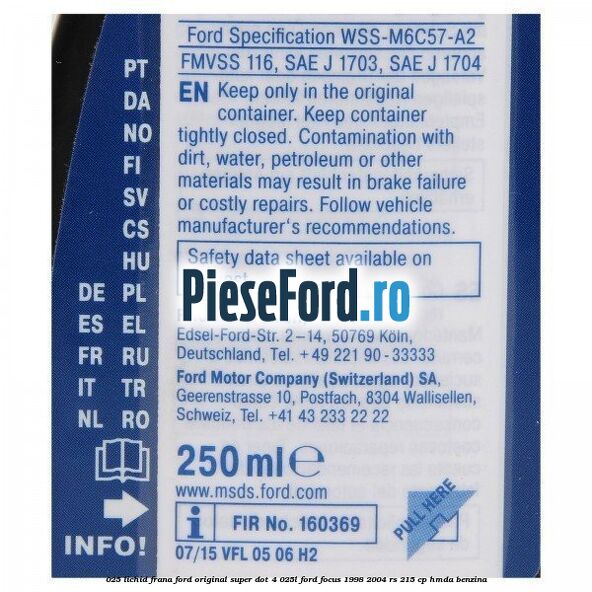 Ford Specification WSS-M6C57-A2
FMVSS 116, SAE J 1703, SAE J 1704
EN Keep only in the original
container. Keep container
tightly closed. Contamination with
dirt, water, petroleum or other
materials may result in brake failure
or costly repairs. Follow vehicle
manufacturer's recommendations.
Safety data sheet available on
PieseFord.ro
Edsel-Ford-Str. 2–14, 50769 Köln,
Deutschland, Tel. +49 221 90-33333
Ford Motor Company (Switzerland) SA,
Geerenstrasse 10, Postfach, 8304 Wallisellen,
Schweiz, Tel. +41 43 233 22 22
250 ml ℮
www.msds.ford.com
i FIR No. 160369
07/15 VFL 05 06 H2
PULL HERE
PT
DA
NO
FI
SV
CS
HU
DE PL
ES EL
FR RU
IT TR
NL RO
INFO!
025 lichid frana ford original super dot 4 025l ford focus 1998 2004 rs 215 cp hmda benzina